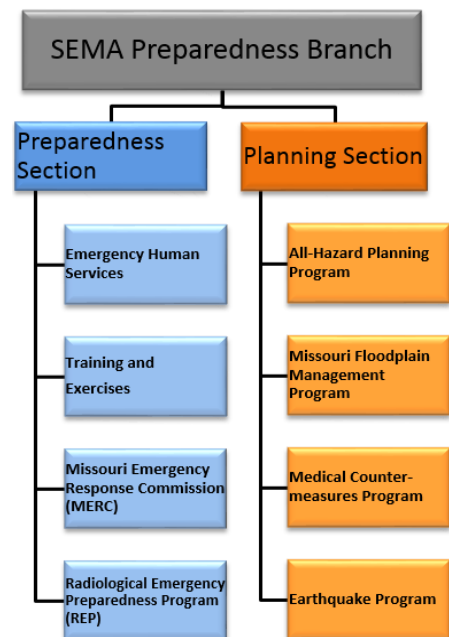 SEMA Preparedness Branch
Preparedness
Section
Planning Section
Emergency Human
Services
Training and
Exercises
Missouri Emergency
Response Commission
(MERC)
Radiological Emergency
Preparedness Program
(REP)
All-Hazard Planning
Program
Missouri Floodplain
Management
Program
Medical Counter-
measures Program
Earthquake Program